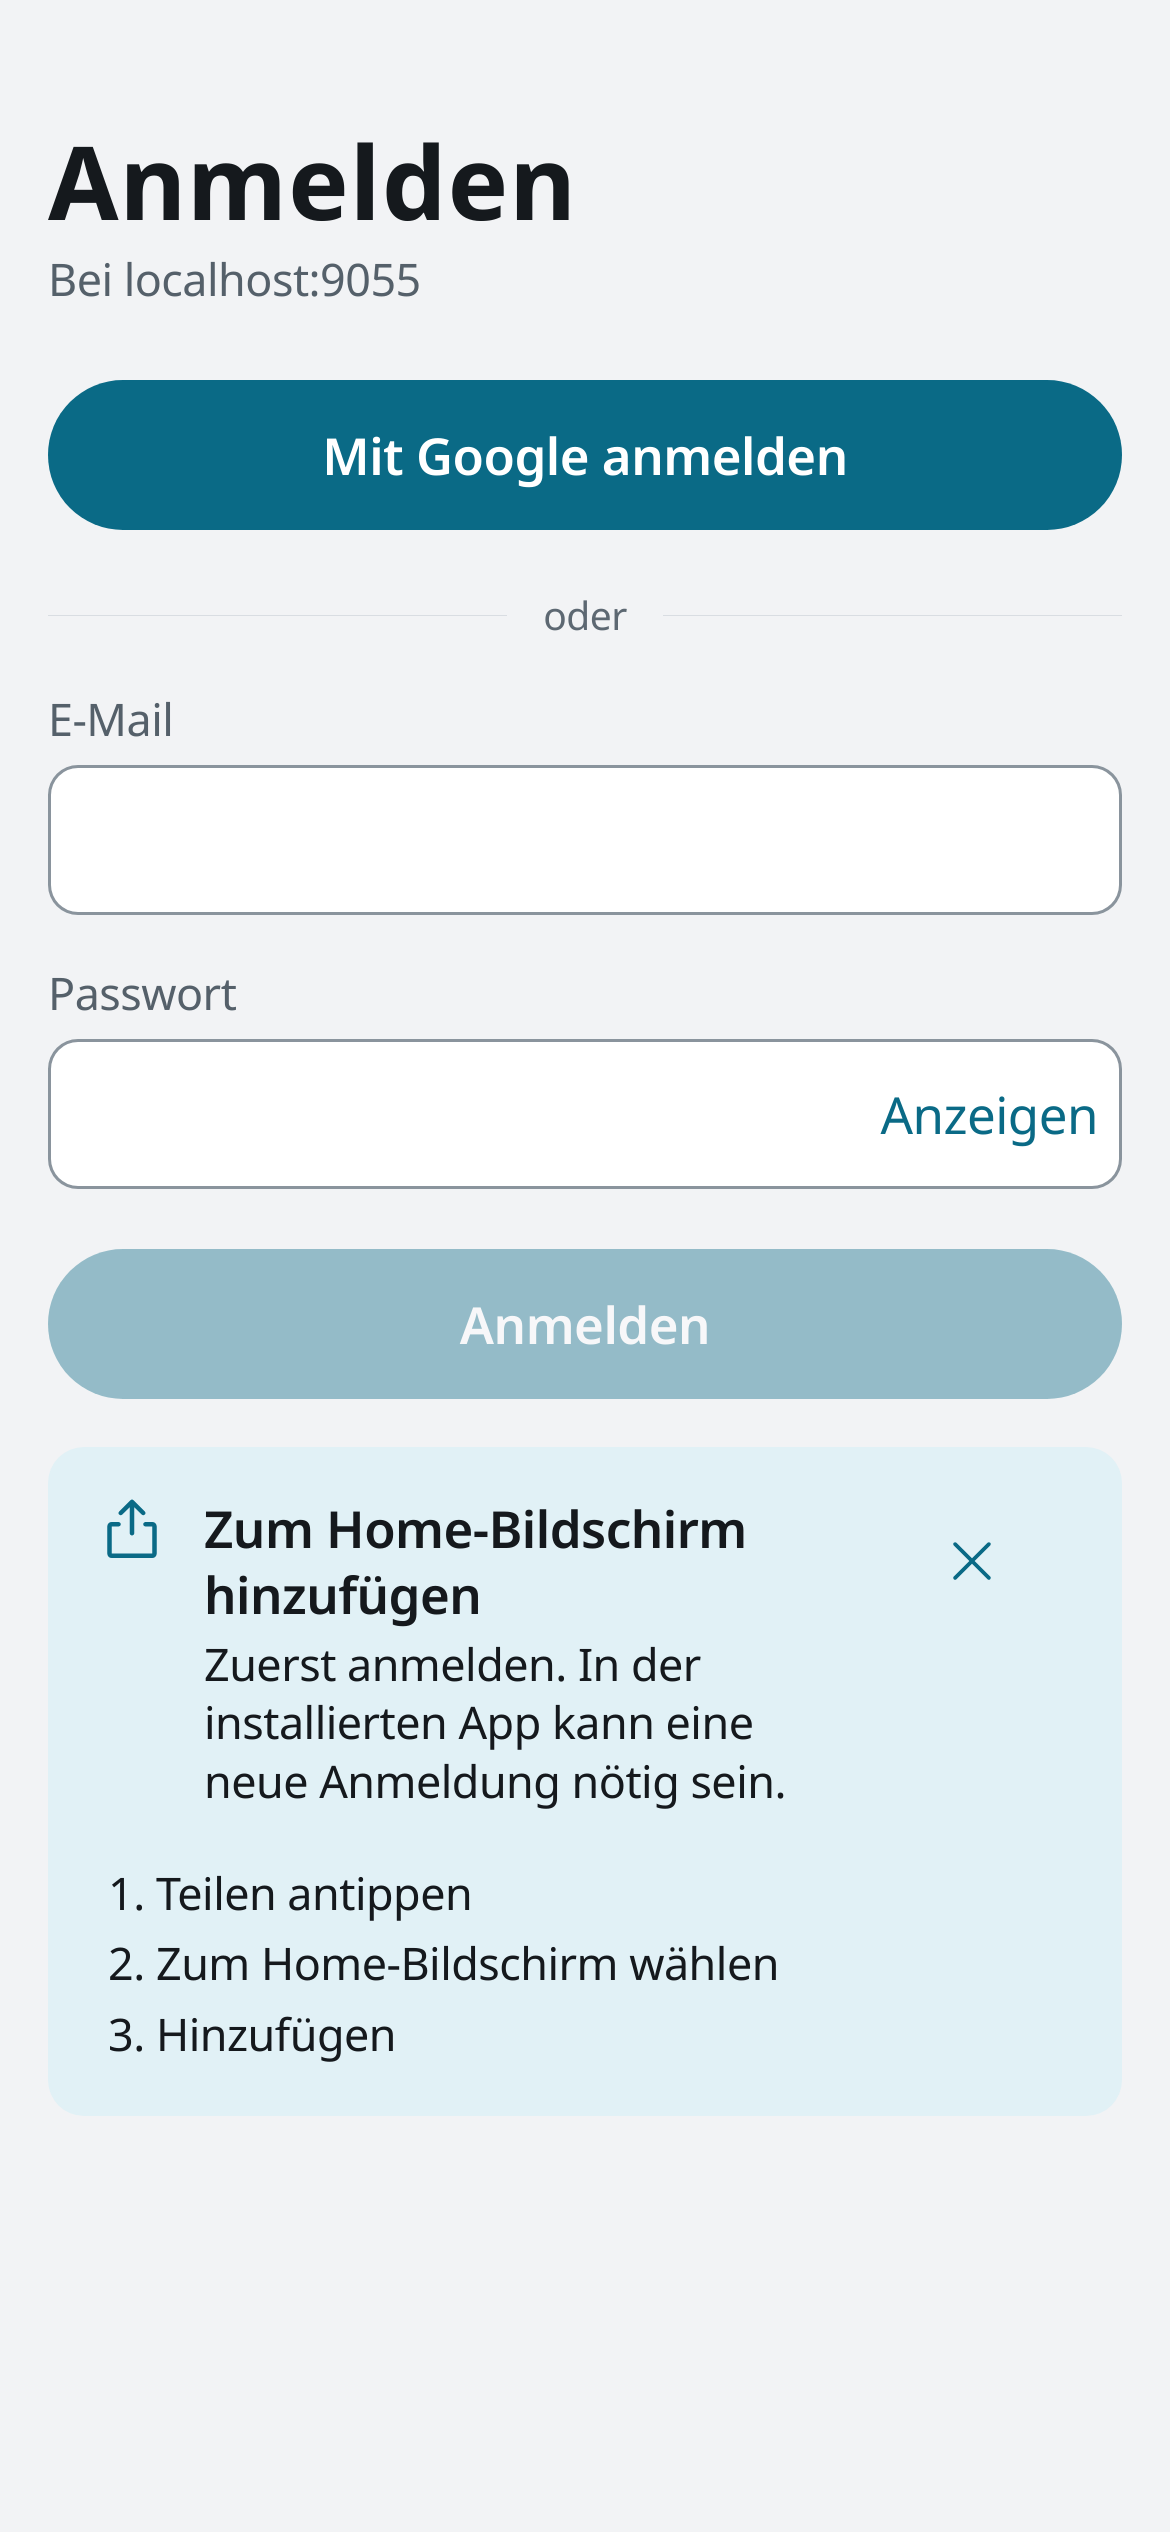 Anmelden
Bei localhost:9055
Mit Google anmelden
oder
E-Mail
Passwort
Anzeigen
Anmelden
Zum Home-Bildschirm
hinzufügen
Zuerst anmelden. In der
installierten App kann eine
neue Anmeldung nötig sein.
1. Teilen antippen
2. Zum Home-Bildschirm wählen
3. Hinzufügen